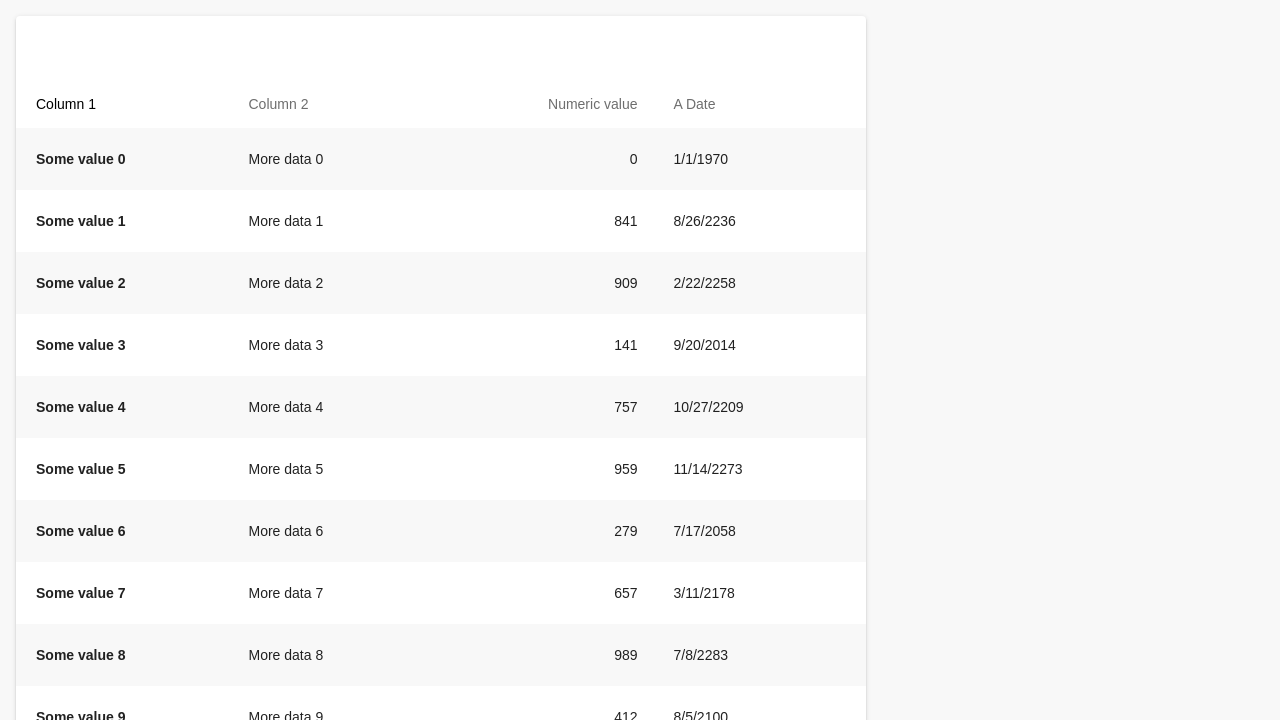 Column 1 Column 2 Numeric value A Date
Some value 0 More data 0 0 1/1/1970
Some value 1 More data 1 841 8/26/2236
Some value 2 More data 2 909 2/22/2258
Some value 3 More data 3 141 9/20/2014
Some value 4 More data 4 757 10/27/2209
Some value 5 More data 5 959 11/14/2273
Some value 6 More data 6 279 7/17/2058
Some value 7 More data 7 657 3/11/2178
Some value 8 More data 8 989 7/8/2283
Some value 9 More data 9 412 8/5/2100